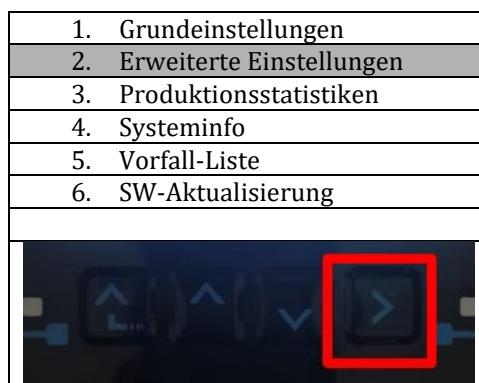 1. Grundeinstellungen
2. Erweiterte Einstellungen
3. Produktionsstatistiken
4. Systeminfo
5. Vorfall-Liste
6. SW-Aktualisierung